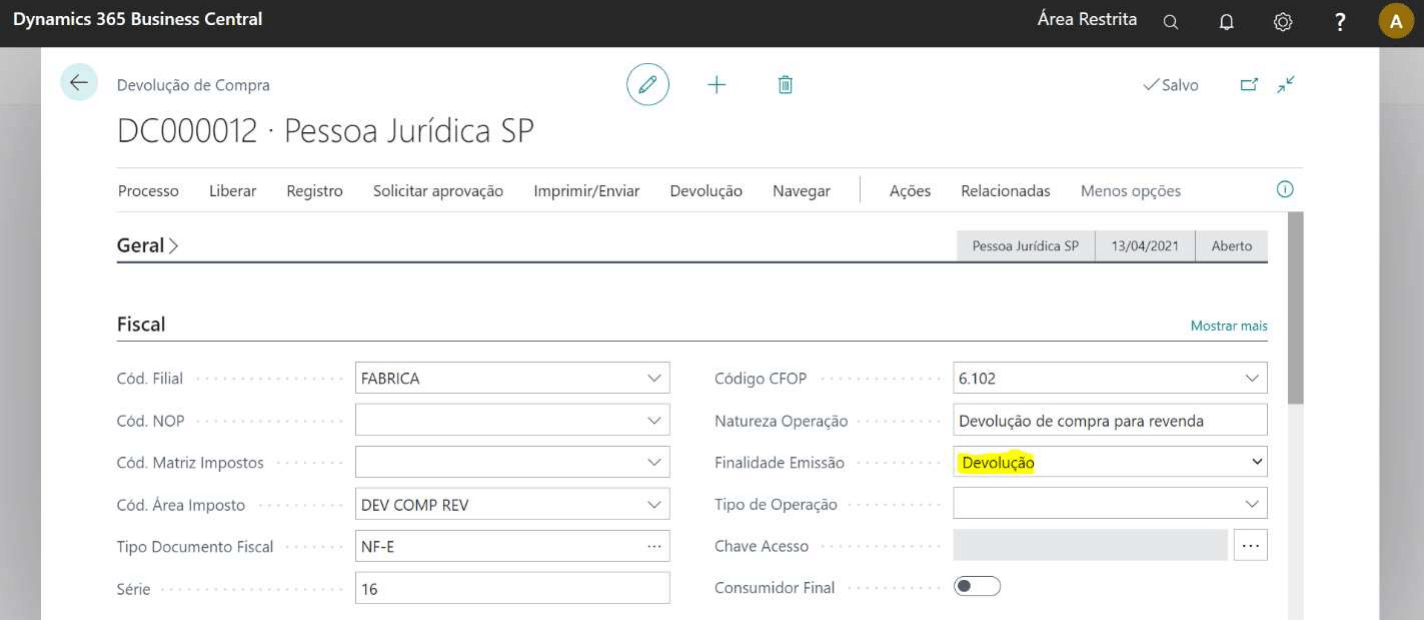 Dynamics 365 Business Central
Área Restrita
?
A
Devolução de Compra
Salvo
DC000012 · Pessoa Jurídica SP
Processo Liberar Registro Solicitar aprovação Imprimir/Enviar Devolução Navegar Ações Relacionadas Menos opções
Geral
Pessoa Jurídica SP 13/04/2021 Aberto
Fiscal
Mostrar mais
Cód. Filial FABRICA
Código CFOP 6.102
Cód. NOP
Natureza Operação Devolução de compra para revenda
Cód. Matriz Impostos
Finalidade Emissão Devolução
Cód. Área Imposto DEV COMP REV
Tipo de Operação
Tipo Documento Fiscal NF-E
Chave Acesso
Série 16
Consumidor Final